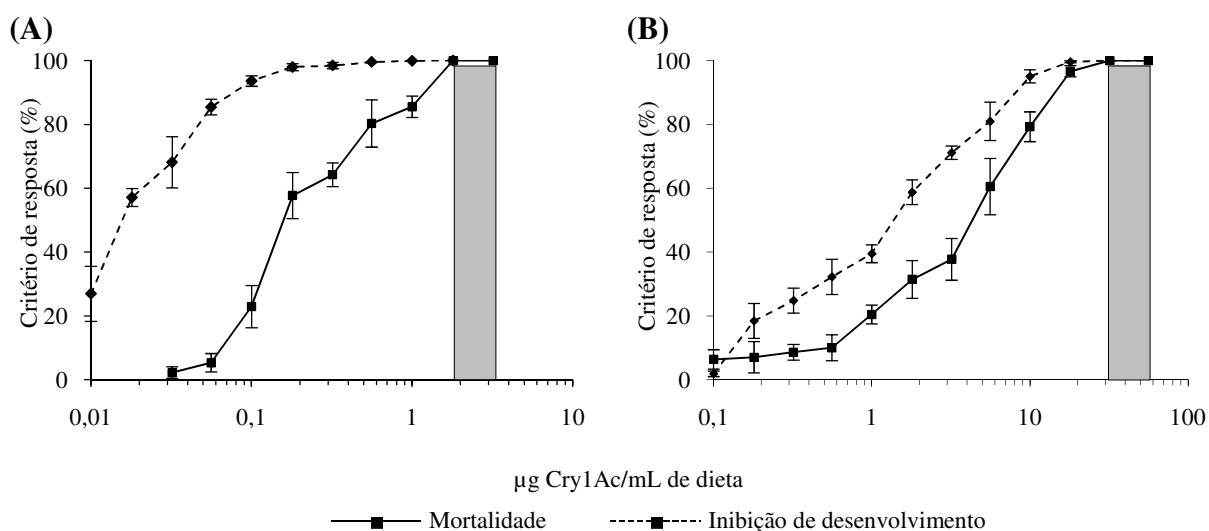 (A)
(B)
Critério de resposta (%)
100
80
60
40
20
0
0,01
0,1
1
10
Critério de resposta (%)
100
80
60
40
20
0
0,1
1
10
100
µg Cry1Ac/mL de dieta
Mortalidade
Inibição de desenvolvimento